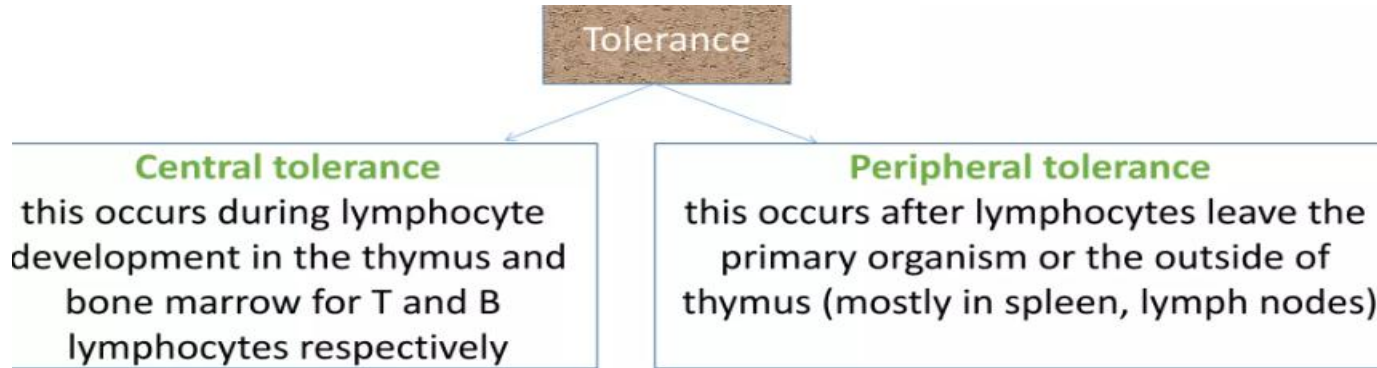 Tolerance
Central tolerance
this occurs during lymphocyte
development in the thymus and
bone marrow for T and B
lymphocytes respectively
Peripheral tolerance
this occurs after lymphocytes leave the
primary organism or the outside of
thymus (mostly in spleen, lymph nodes)